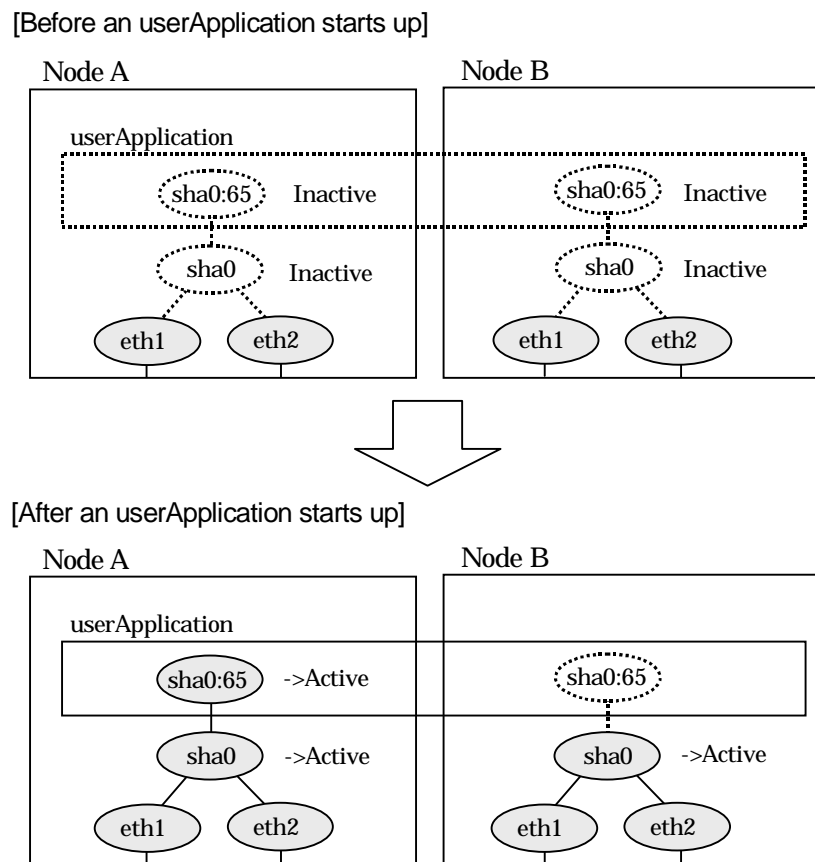 [Before an userApplication starts up]
Node A
Node B
userApplication
sha0:65 Inactive
sha0:65 Inactive
sha0 Inactive
sha0 Inactive
eth1 eth2
eth1 eth2
[After an userApplication starts up]
Node A
Node B
userApplication
sha0:65 ->Active
sha0:65
sha0 ->Active
sha0 ->Active
eth1 eth2
eth1 eth2